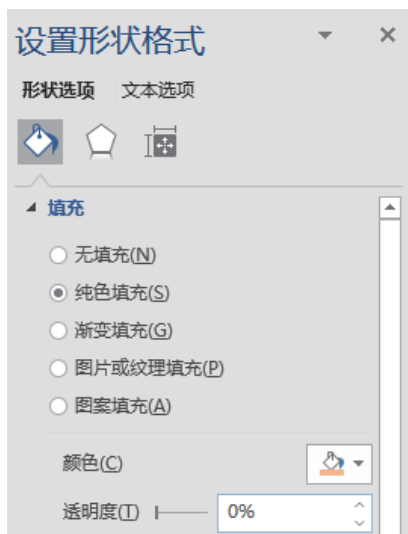 设置形状格式
形状选项 文本选项
填充
无填充(N)
纯色填充(S)
渐变填充(G)
图片或纹理填充(P)
图案填充(A)
颜色(C)
透明度(T) 0%